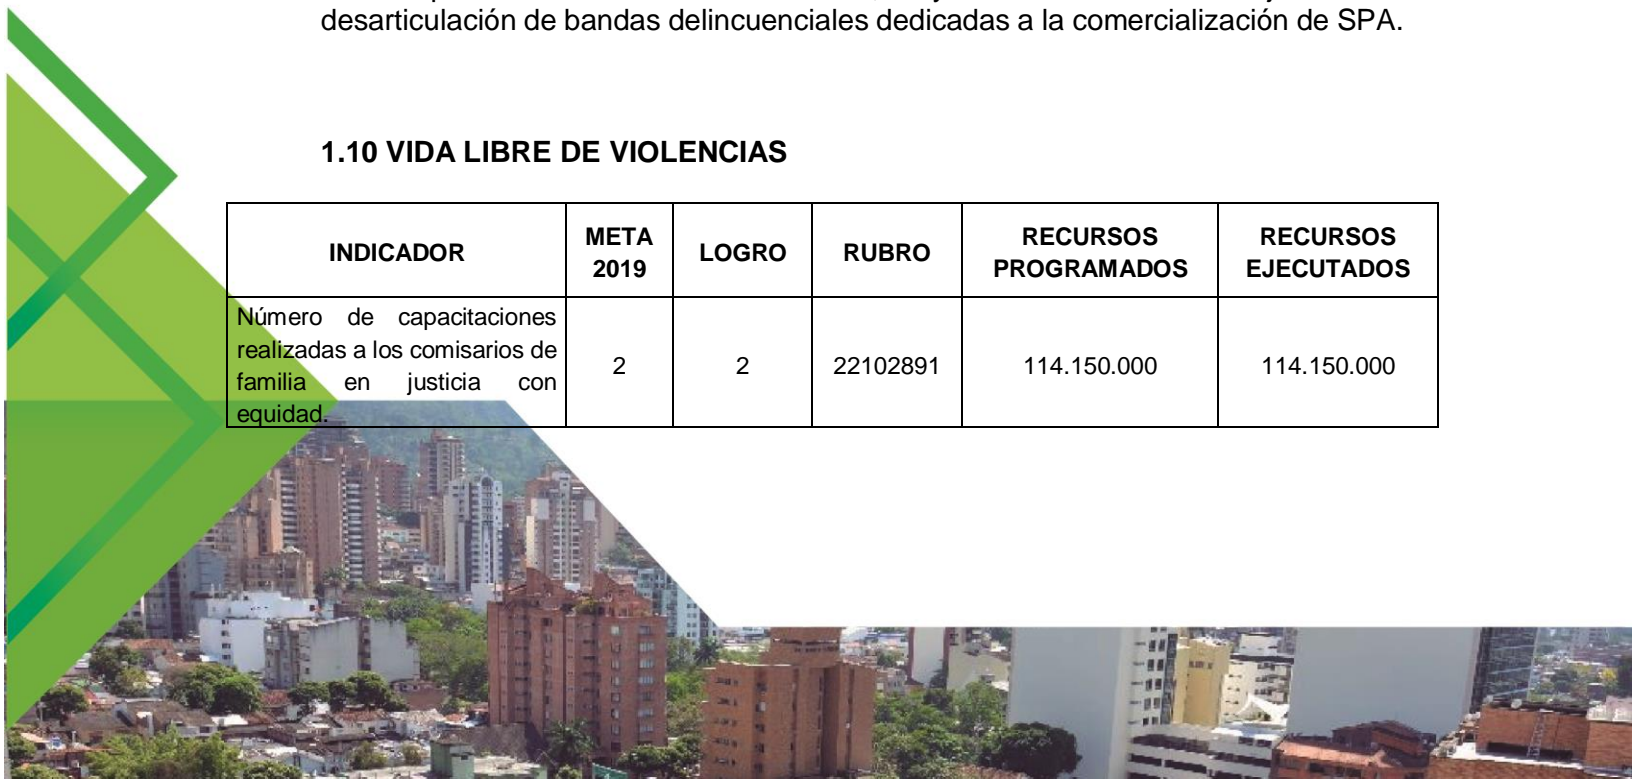 desarticulación de bandas delincuenciales dedicadas a la comercialización de SPA.
1.10 VIDA LIBRE DE VIOLENCIAS
INDICADOR
META
2019
LOGRO
RUBRO
RECURSOS
PROGRAMADOS
RECURSOS
EJECUTADOS
Número de capacitaciones
realizadas a los comisarios de
familia en justicia con
equidad.
2
2
22102891
114.150.000
114.150.000